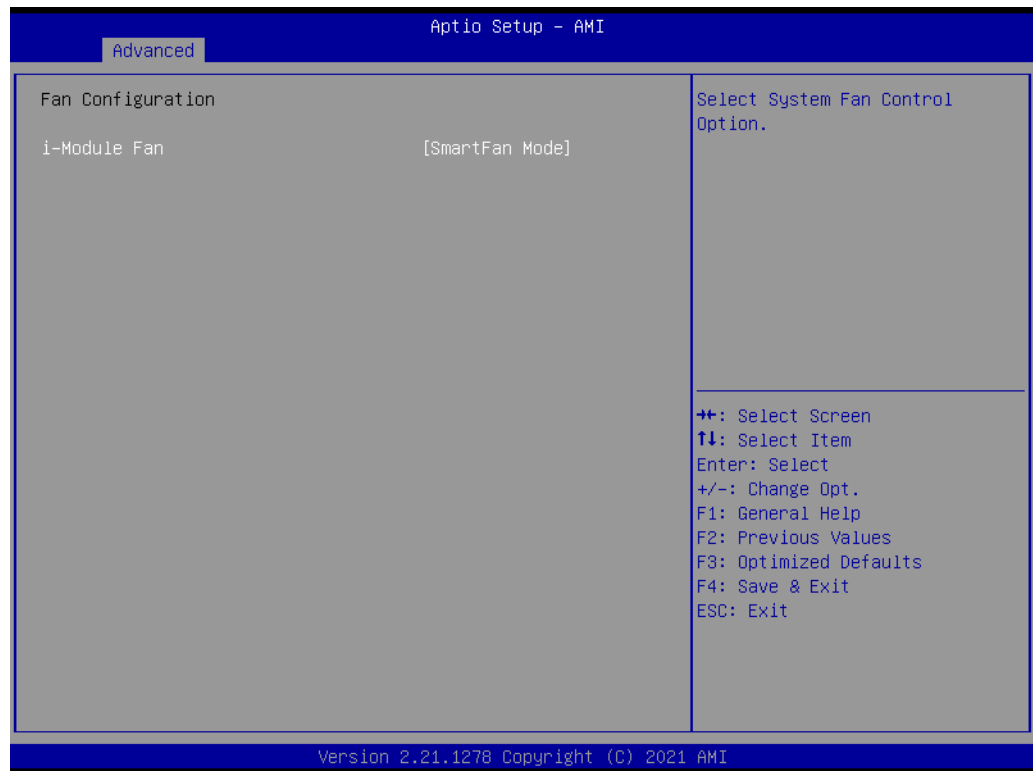 Aptio Setup - AMI
Advanced
Fan Configuration
i-Module Fan [SmartFan Mode]
Select System Fan Control
Option.
→←: Select Screen
↑↓: Select Item
Enter: Select
+/-: Change Opt.
F1: General Help
F2: Previous Values
F3: Optimized Defaults
F4: Save & Exit
ESC: Exit
Version 2.21.1278 Copyright (C) 2021 AMI